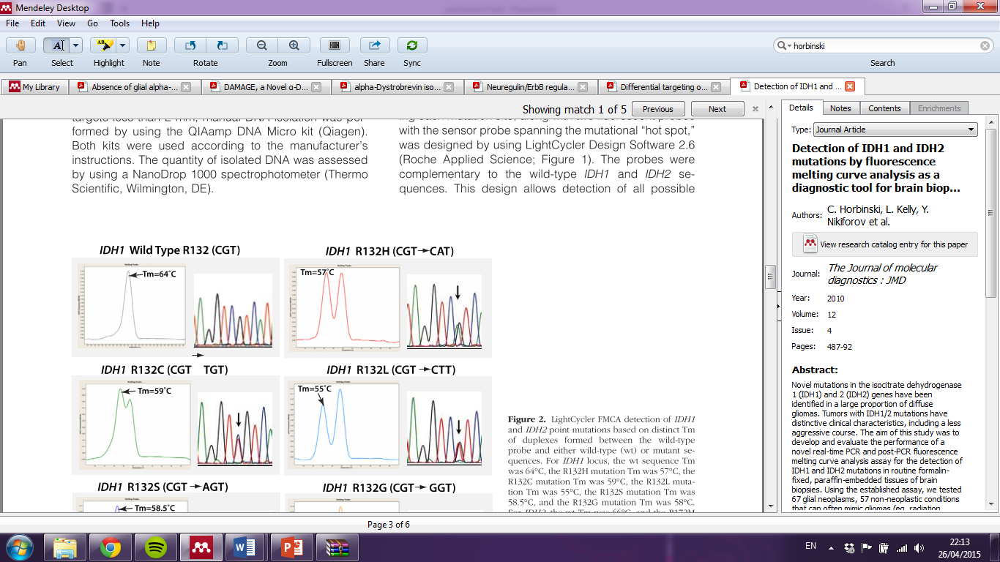 Mendeley Desktop
File Edit View Go Tools Help
horbinski
Pan Select Highlight Note Rotate Zoom Fullscreen Share Sync Search
My Library Absence of glial alpha-... DAMAGE, a Novel α-D... alpha-Dystrobrevin iso... Neuregulin/ErbB regula... Differential targeting o... Detection of IDH1 and ...
Showing match 1 of 5 Previous Next
formed by using the QIAamp DNA Micro kit (Qiagen).
Both kits were used according to the manufacturer's
instructions. The quantity of isolated DNA was assessed
by using a NanoDrop 1000 spectrophotometer (Thermo
Scientific, Wilmington, DE).
with the sensor probe spanning the mutational “hot spot,”
was designed by using LightCycler Design Software 2.6
(Roche Applied Science; Figure 1). The probes were
complementary to the wild-type IDH1 and IDH2 se-
quences. This design allows detection of all possible
IDH1 Wild Type R132 (CGT)
Tm=64˚C
IDH1 R132H (CGT→CAT)
Tm=57˚C
IDH1 R132C (CGT TGT)
Tm=59˚C
IDH1 R132L (CGT →CTT)
Tm=55˚C
IDH1 R132S (CGT →AGT)
Tm=58.5˚C
IDH1 R132G (CGT→GGT)
Figure 2. LightCycler FMCA detection of IDH1
and IDH2 point mutations based on distinct Tm
of duplexes formed between the wild-type
probe and either wild-type (wt) or mutant se-
quences. For IDH1 locus, the wt sequence Tm
was 64°C, the R132H mutation Tm was 57°C, the
R132C mutation Tm was 59°C, the R132L muta-
tion Tm was 55°C, the R132S mutation Tm was
58.5°C, and the R132G mutation Tm was 58°C.
Page 3 of 6
Details Notes Contents Enrichments
Type: Journal Article
Detection of IDH1 and IDH2
mutations by fluorescence
melting curve analysis as a
diagnostic tool for brain biop...
Authors: C. Horbinski, L. Kelly, Y.
Nikiforov et al.
View research catalog entry for this paper
Journal: The Journal of molecular
diagnostics : JMD
Year: 2010
Volume: 12
Issue: 4
Pages: 487-92
Abstract:
Novel mutations in the isocitrate dehydrogenase
1 (IDH1) and 2 (IDH2) genes have been
identified in a large proportion of diffuse
gliomas. Tumors with IDH1/2 mutations have
distinctive clinical characteristics, including a less
aggressive course. The aim of this study was to
develop and evaluate the performance of a
novel real-time PCR and post-PCR fluorescence
melting curve analysis assay for the detection of
IDH1 and IDH2 mutations in routine formalin-
fixed, paraffin-embedded tissues of brain
biopsies. Using the established assay, we tested
67 glial neoplasms, 57 non-neoplastic conditions
that can often mimic gliomas (eg, radiation
EN
22:13
26/04/2015